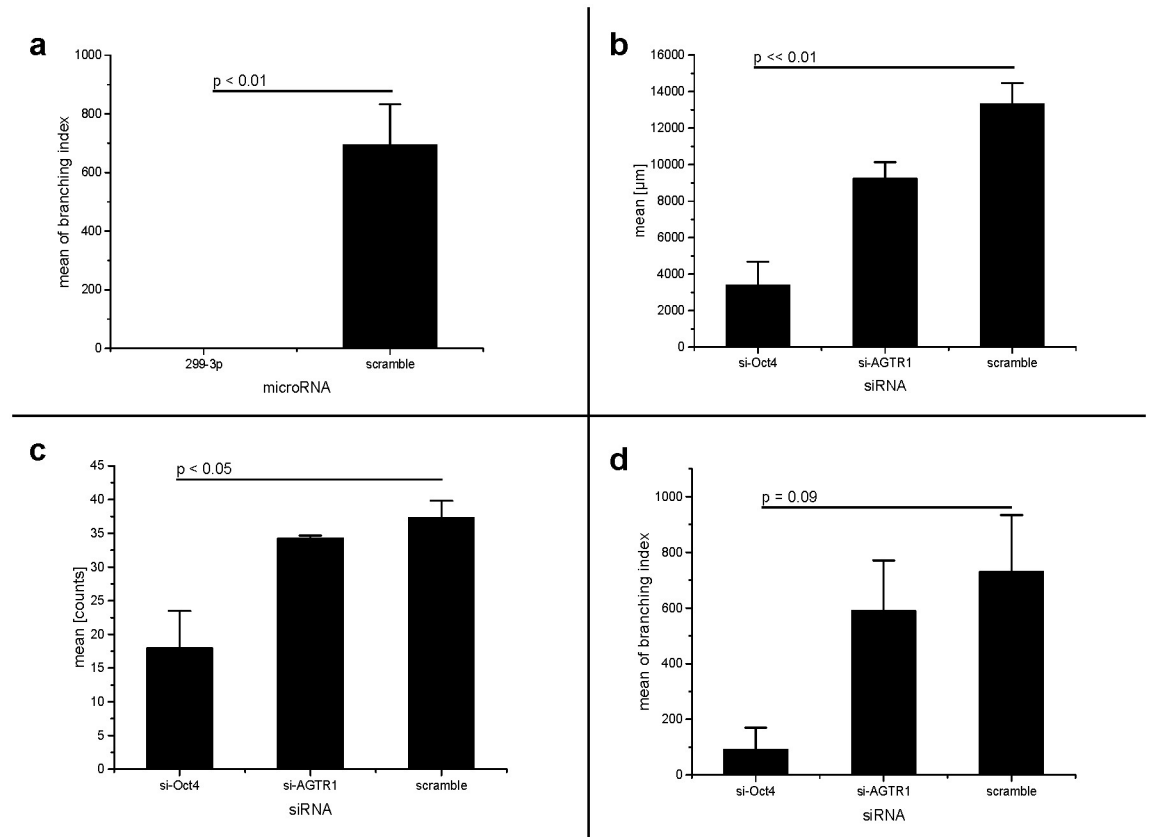 a
1000
800
600
400
200
0
mean of branching index
p < 0.01
299-3p
scramble
microRNA
b
16000
14000
12000
10000
8000
6000
4000
2000
0
mean [µm]
p << 0.01
si-Oct4
si-AGTR1
scramble
siRNA
c
45
40
35
30
25
20
15
10
5
0
mean [counts]
p < 0.05
si-Oct4
si-AGTR1
scramble
siRNA
d
1000
800
600
400
200
0
mean of branching index
p = 0.09
si-Oct4
si-AGTR1
scramble
siRNA